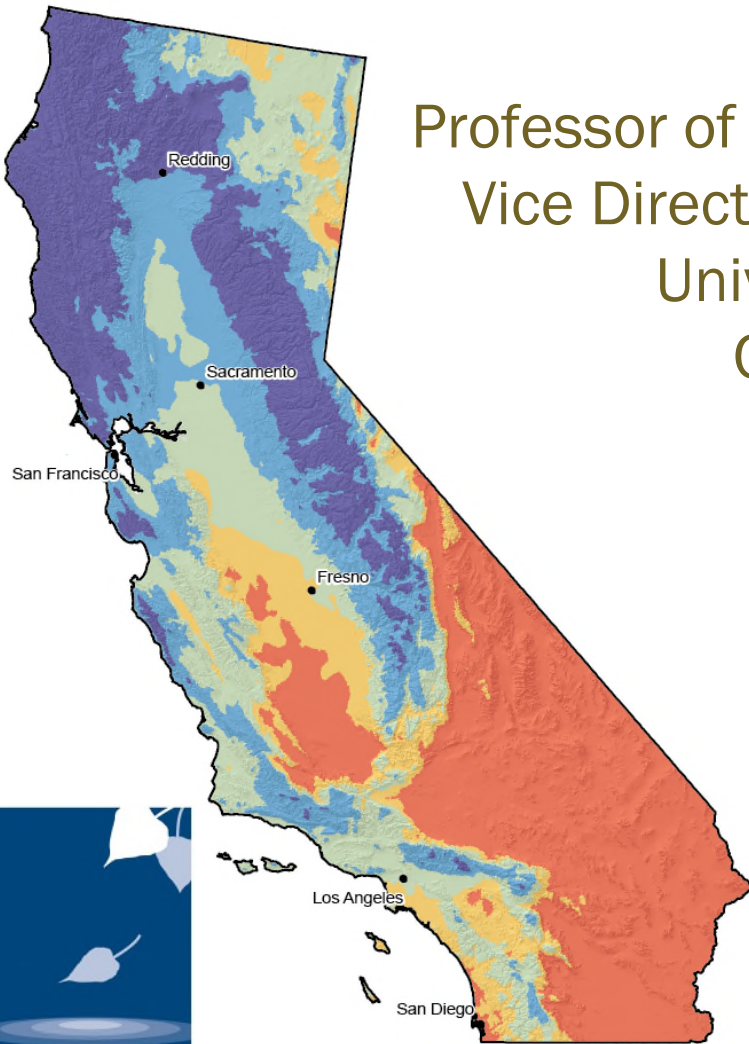 Professor of
Vice Direct
Univ
Redding
Sacramento
San Francisco
Fresno
Los Angeles
San Diego